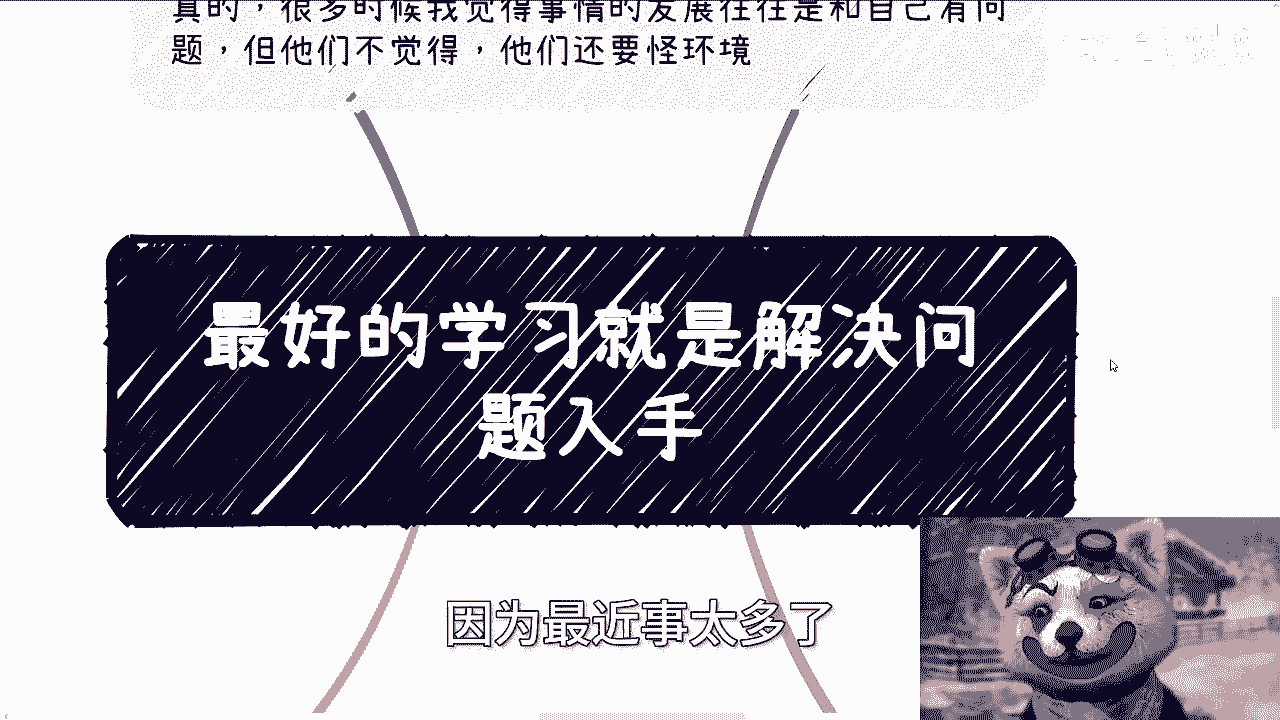 真的，很多时候我觉得事情的发展往往是和自己有问
题，但他们不觉得，他们还要怪环境
最好的学习就是解决问
题入手
因为最近事太多了